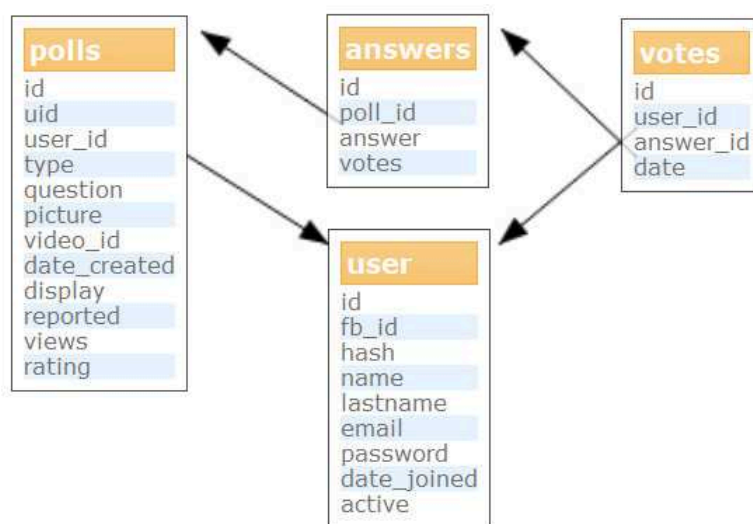 polls
id
uid
user_id
type
question
picture
video_id
date_created
display
reported
views
rating
answers
id
poll_id
answer
votes
votes
id
user_id
answer_id
date
user
id
fb_id
hash
name
lastname
email
password
date_joined
active